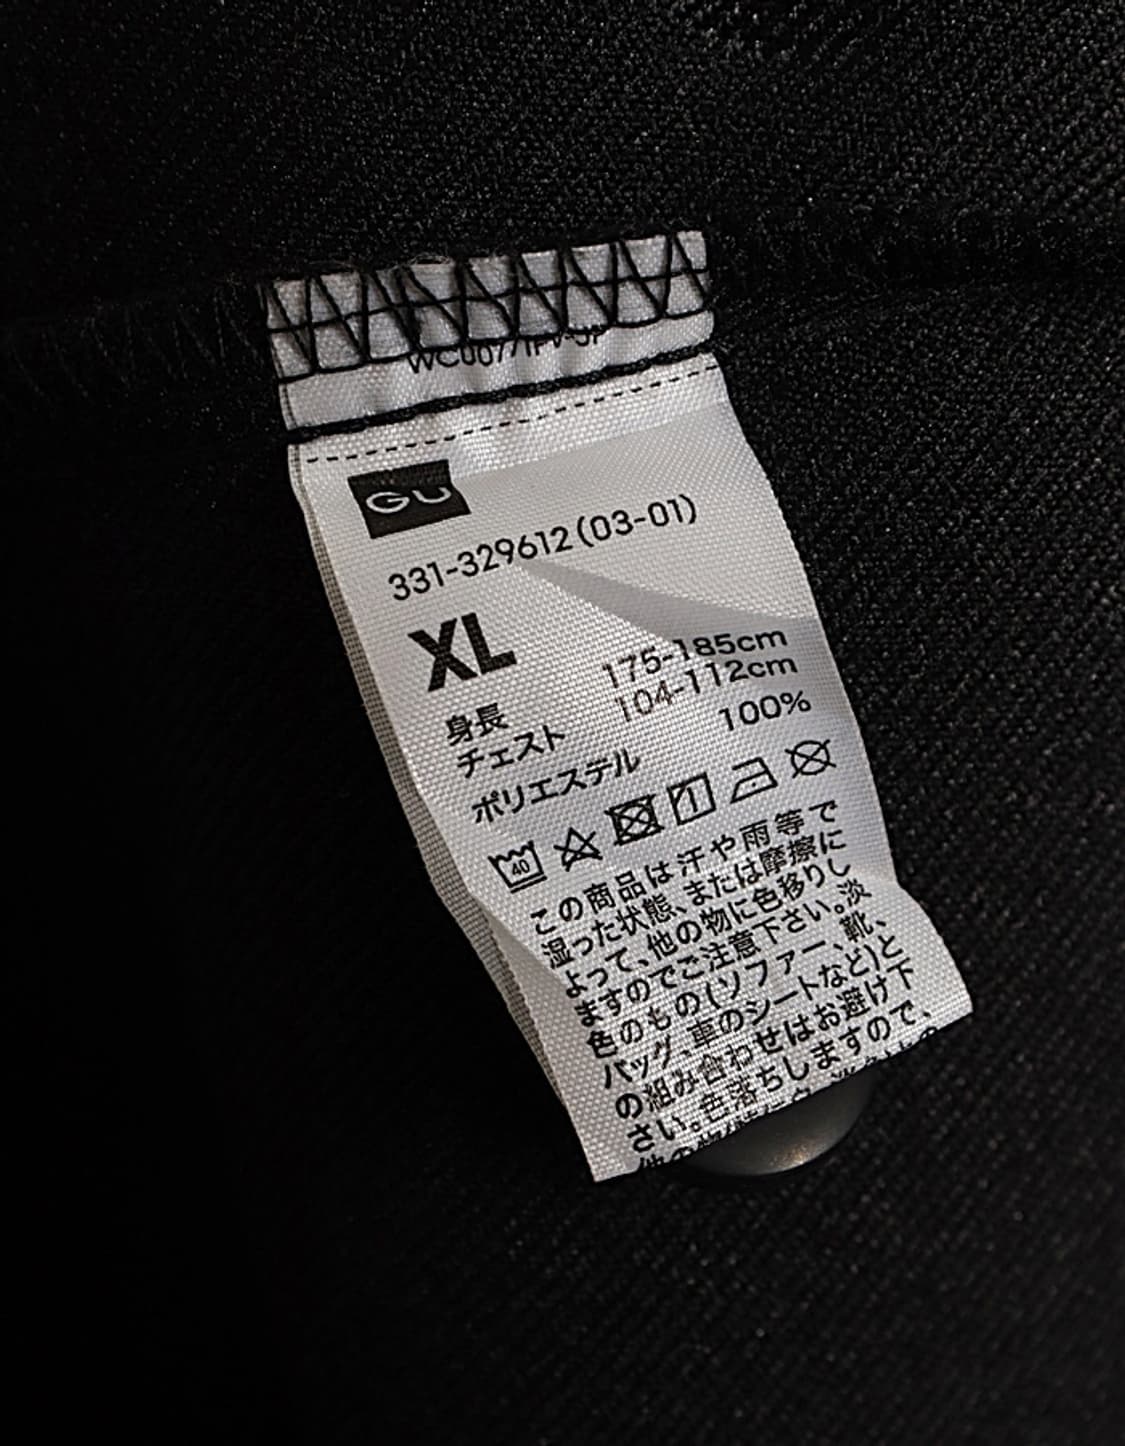 GU
331-329612(03-01)
XL
身長 175-185cm
チェスト 104-112cm
ポリエステル 100%
40
この商品は汗や雨等で
湿った状態、または摩擦に
よって、他の物に色移りし
ますのでご注意下さい。淡
色のもの(ソファー、靴、
バッグ、車のシートなど)と
の組み合わせはお避け下
さい。色落ちしますので、
他の